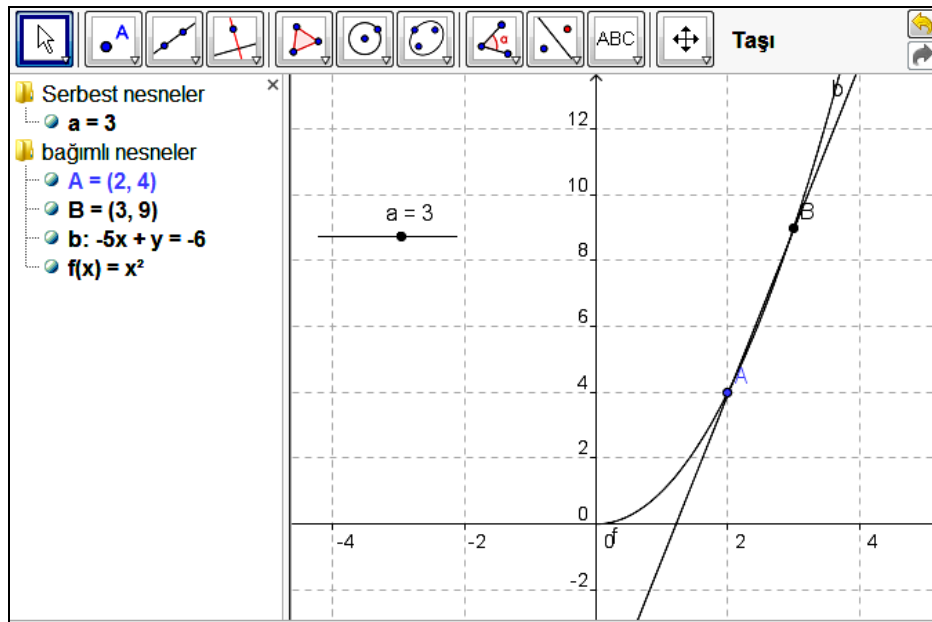 A
α
ABC
Taşı
Serbest nesneler
a = 3
bağımlı nesneler
A = (2, 4)
B = (3, 9)
b: -5x + y = -6
f(x) = x²
a = 3
b
12
10
B
8
6
A
4
2
0
-4
-2
0
f
2
4
-2